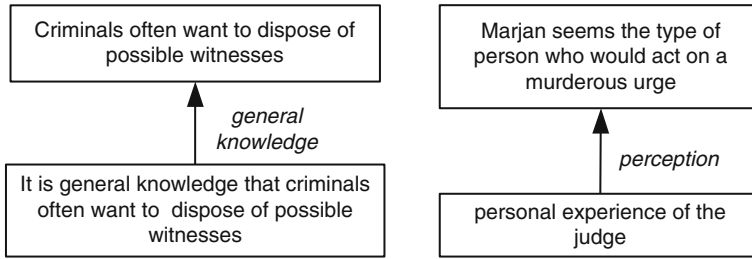 Criminals often want to dispose of
possible witnesses
general
knowledge
It is general knowledge that criminals
often want to dispose of possible
witnesses
Marjan seems the type of
person who would act on a
murderous urge
perception
personal experience of the
judge